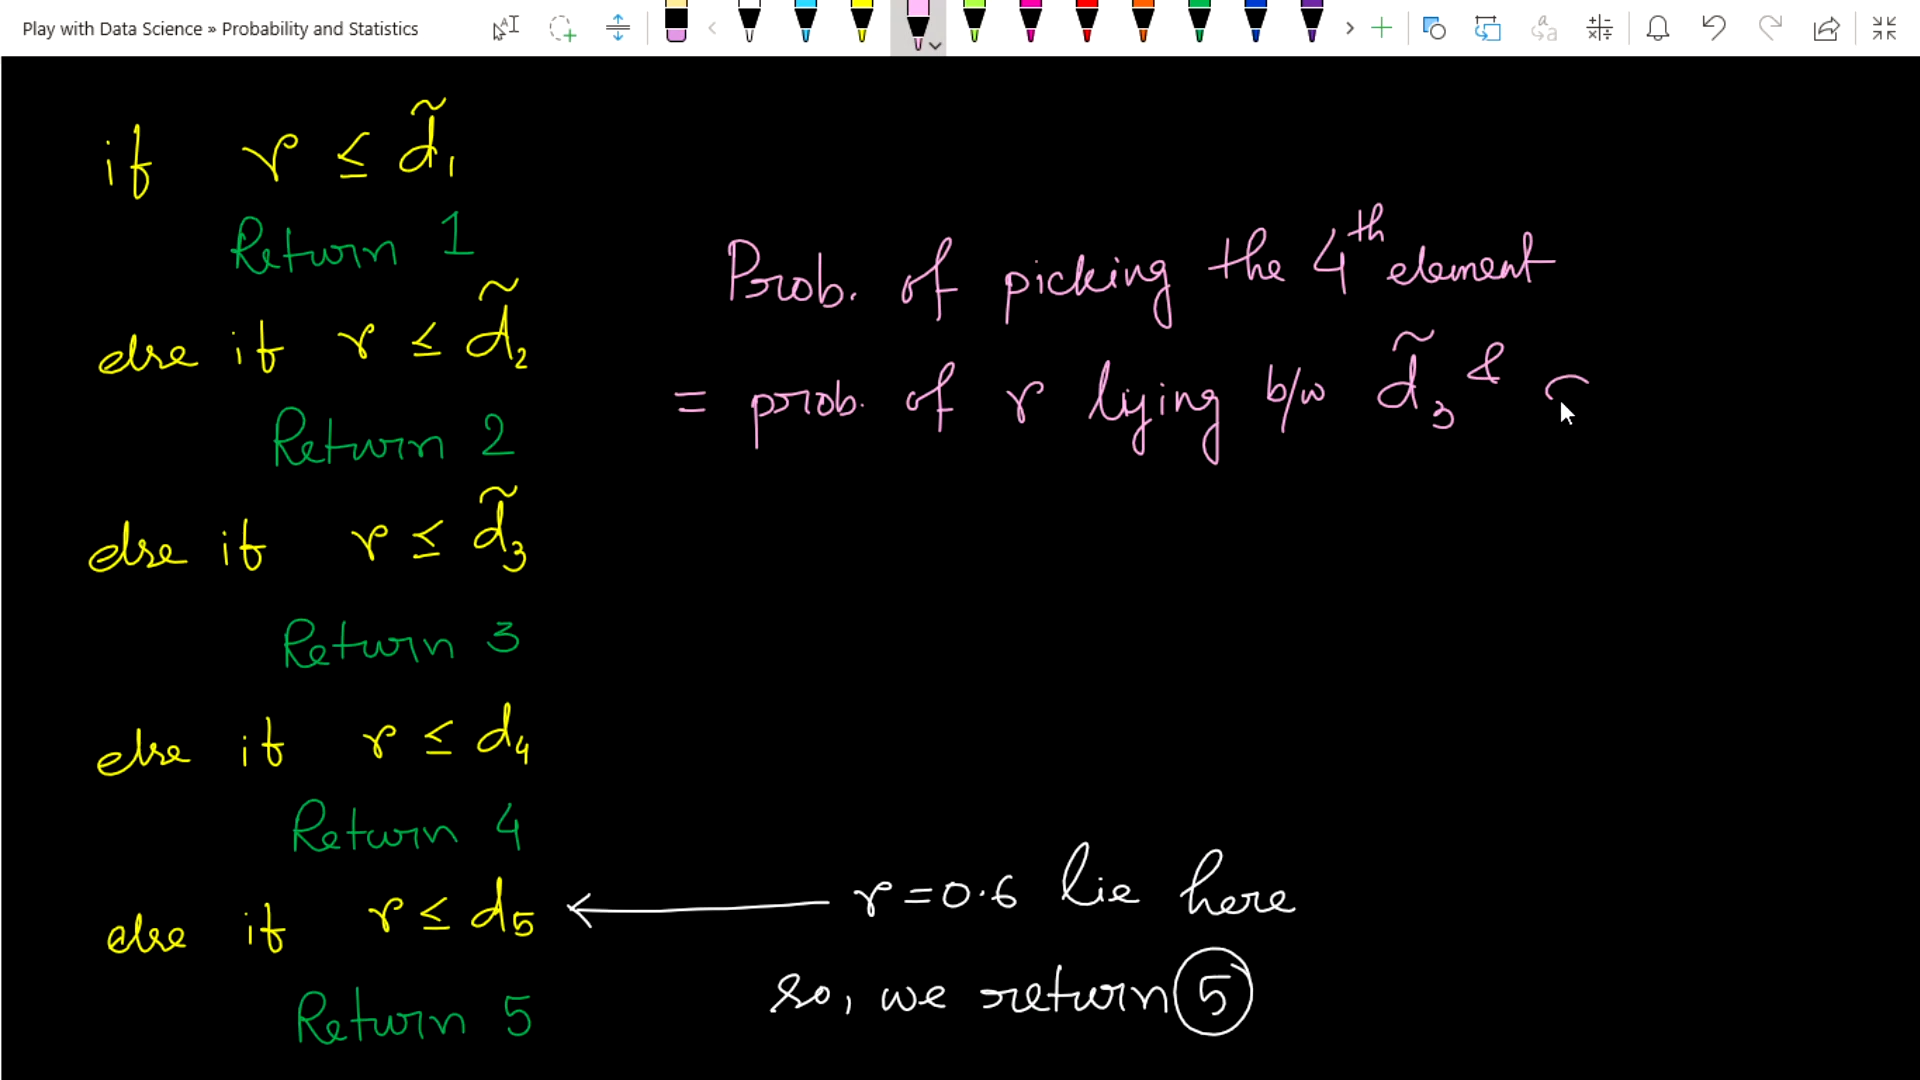 Play with Data Science » Probability and Statistics
if r ≤ d̃₁
Return 1
else if r ≤ d̃₂
Return 2
else if r ≤ d̃₃
Return 3
else if r ≤ d₄
Return 4
else if r ≤ d₅
Return 5
Prob. of picking the 4th element
= prob. of r lying b/w d̃₃ &
r = 0.6 lie here
so, we return 5